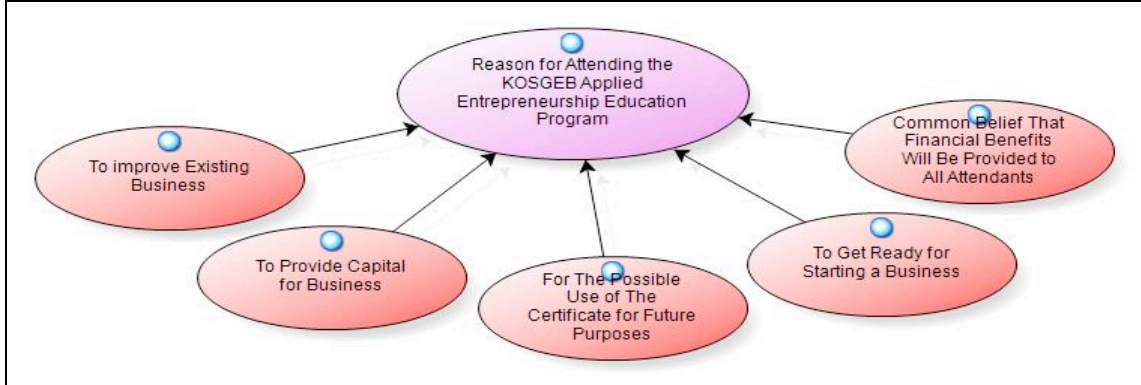 Reason for Attending the
KOSGEB Applied
Entrepreneurship Education
Program
To improve Existing
Business
To Provide Capital
for Business
For The Possible
Use of The
Certificate for Future
Purposes
To Get Ready for
Starting a Business
Common Belief That
Financial Benefits
Will Be Provided to
All Attendants